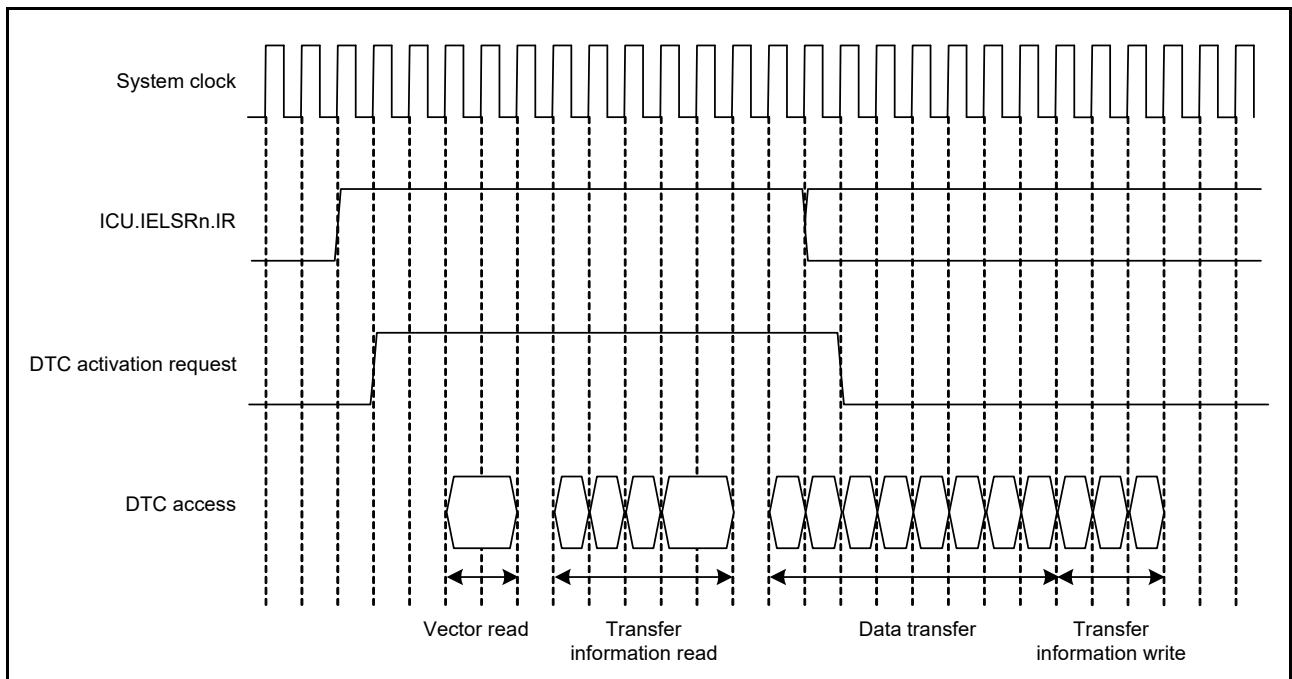 System clock
ICU.IELSRn.IR
DTC activation request
DTC access
Vector read
Transfer
information read
Data transfer
Transfer
information write